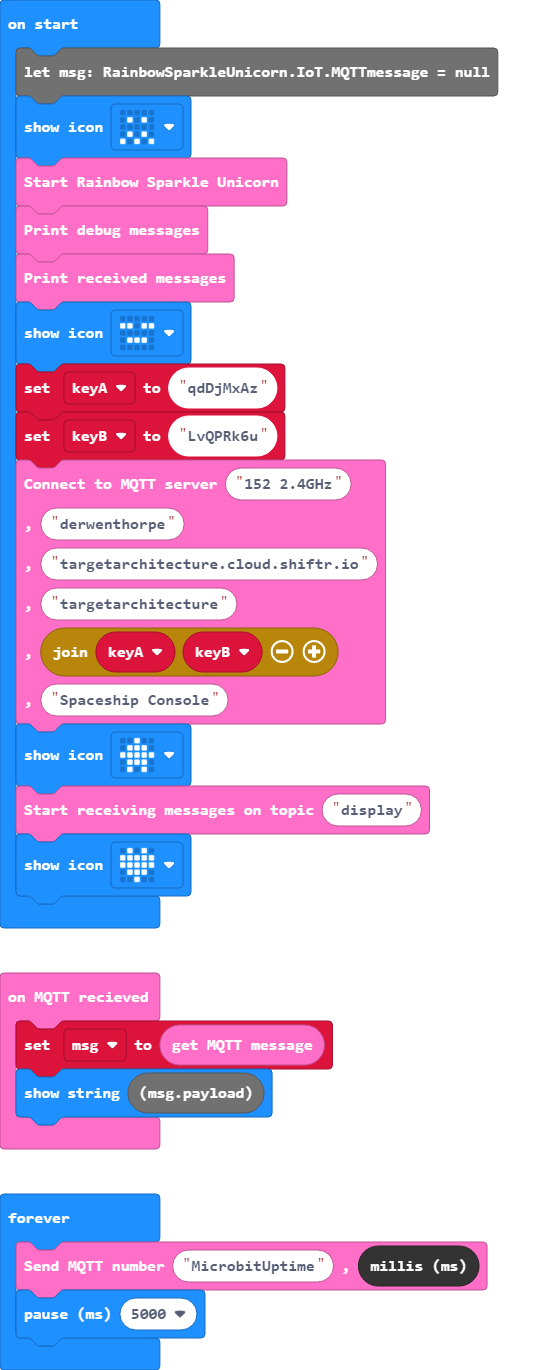 on start
let msg: RainbowSparkleUnicorn.IoT.MQTTmessage = null
show icon
Start Rainbow Sparkle Unicorn
Print debug messages
Print received messages
show icon
set keyA to "qdDjMxAz"
set keyB to "LvQPRk6u"
Connect to MQTT server "152 2.4GHz"
, "derwenthorpe"
, "targetarchitecture.cloud.shiftr.io"
, "targetarchitecture"
, join keyA keyB
, "Spaceship Console"
show icon
Start receiving messages on topic "display"
show icon
on MQTT recieved
set msg to get MQTT message
show string (msg.payload)
forever
Send MQTT number "MicrobitUptime" , millis (ms)
pause (ms) 5000